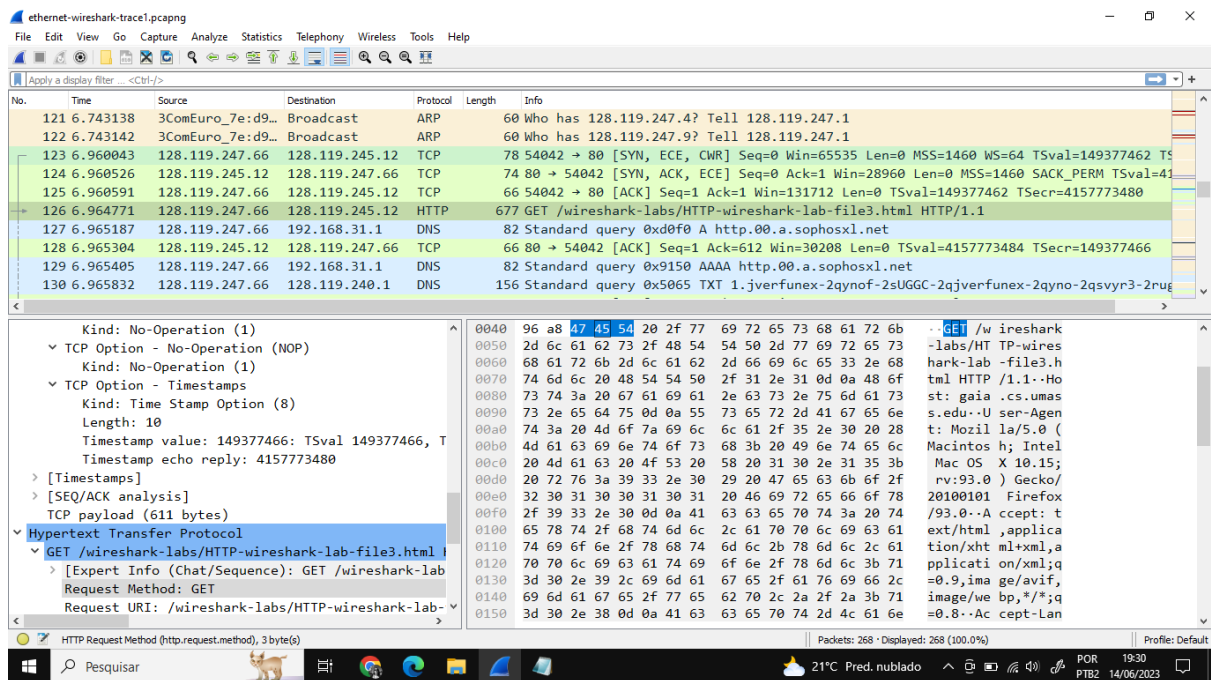 ethernet-wireshark-trace1.pcapng
File Edit View Go Capture Analyze Statistics Telephony Wireless Tools Help
Apply a display filter ... <Ctrl-/>
No. Time Source Destination Protocol Length Info
121 6.743138 3ComEuro_7e:d9… Broadcast ARP 60 Who has 128.119.247.4? Tell 128.119.247.1
122 6.743142 3ComEuro_7e:d9… Broadcast ARP 60 Who has 128.119.247.9? Tell 128.119.247.1
123 6.960043 128.119.247.66 128.119.245.12 TCP 78 54042 → 80 [SYN, ECE, CWR] Seq=0 Win=65535 Len=0 MSS=1460 WS=64 TSval=149377462 TS
124 6.960526 128.119.245.12 128.119.247.66 TCP 74 80 → 54042 [SYN, ACK, ECE] Seq=0 Ack=1 Win=28960 Len=0 MSS=1460 SACK_PERM TSval=41
125 6.960591 128.119.247.66 128.119.245.12 TCP 66 54042 → 80 [ACK] Seq=1 Ack=1 Win=131712 Len=0 TSval=149377462 TSecr=4157773480
126 6.964771 128.119.247.66 128.119.245.12 HTTP 677 GET /wireshark-labs/HTTP-wireshark-lab-file3.html HTTP/1.1
127 6.965187 128.119.247.66 192.168.31.1 DNS 82 Standard query 0xd0f0 A http.00.a.sophosxl.net
128 6.965304 128.119.245.12 128.119.247.66 TCP 66 80 → 54042 [ACK] Seq=1 Ack=612 Win=30208 Len=0 TSval=4157773484 TSecr=149377466
129 6.965405 128.119.247.66 192.168.31.1 DNS 82 Standard query 0x9150 AAAA http.00.a.sophosxl.net
130 6.965832 128.119.247.66 128.119.240.1 DNS 156 Standard query 0x5065 TXT 1.jverfunex-2qynof-2sUGGC-2qjverfunex-2qyno-2qsvyr3-2rug
Kind: No-Operation (1)
TCP Option - No-Operation (NOP)
Kind: No-Operation (1)
TCP Option - Timestamps
Kind: Time Stamp Option (8)
Length: 10
Timestamp value: 149377466: TSval 149377466, T
Timestamp echo reply: 4157773480
[Timestamps]
[SEQ/ACK analysis]
TCP payload (611 bytes)
Hypertext Transfer Protocol
GET /wireshark-labs/HTTP-wireshark-lab-file3.html H
[Expert Info (Chat/Sequence): GET /wireshark-lab
Request Method: GET
Request URI: /wireshark-labs/HTTP-wireshark-lab-
0040 96 a8 47 45 54 20 2f 77 69 72 65 73 68 61 72 6b ··GET /w ireshark
0050 2d 6c 61 62 73 2f 48 54 54 50 2d 77 69 72 65 73 -labs/HT TP-wires
0060 68 61 72 6b 2d 6c 61 62 2d 66 69 6c 65 33 2e 68 hark-lab -file3.h
0070 74 6d 6c 20 48 54 54 50 2f 31 2e 31 0d 0a 48 6f tml HTTP /1.1··Ho
0080 73 74 3a 20 67 61 69 61 2e 63 73 2e 75 6d 61 73 st: gaia .cs.umas
0090 73 2e 65 64 75 0d 0a 55 73 65 72 2d 41 67 65 6e s.edu··U ser-Agen
00a0 74 3a 20 4d 6f 7a 69 6c 6c 61 2f 35 2e 30 20 28 t: Mozil la/5.0 (
00b0 4d 61 63 69 6e 74 6f 73 68 3b 20 49 6e 74 65 6c Macintos h; Intel
00c0 20 4d 61 63 20 4f 53 20 58 20 31 30 2e 31 35 3b Mac OS X 10.15;
00d0 20 72 76 3a 39 33 2e 30 29 20 47 65 63 6b 6f 2f rv:93.0 ) Gecko/
00e0 32 30 31 30 30 31 30 31 20 46 69 72 65 66 6f 78 20100101 Firefox
00f0 2f 39 33 2e 30 0d 0a 41 63 63 65 70 74 3a 20 74 /93.0··A ccept: t
0100 65 78 74 2f 68 74 6d 6c 2c 61 70 70 6c 69 63 61 ext/html ,applica
0110 74 69 6f 6e 2f 78 68 74 6d 6c 2b 78 6d 6c 2c 61 tion/xht ml+xml,a
0120 70 70 6c 69 63 61 74 69 6f 6e 2f 78 6d 6c 3b 71 pplicati on/xml;q
0130 3d 30 2e 39 2c 69 6d 61 67 65 2f 61 76 69 66 2c =0.9,ima ge/avif,
0140 69 6d 61 67 65 2f 77 65 62 70 2c 2a 2f 2a 3b 71 image/we bp,*/*;q
0150 3d 30 2e 38 0d 0a 41 63 63 65 70 74 2d 4c 61 6e =0.8··Ac cept-Lan
HTTP Request Method (http.request.method), 3 byte(s) Packets: 268 · Displayed: 268 (100.0%) Profile: Default
Pesquisar 21°C Pred. nublado POR 19:30
PTB2 14/06/2023